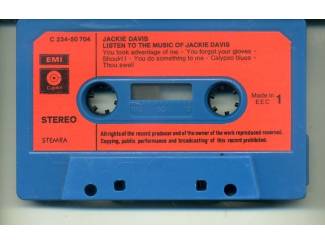 C 234-50 704
JACKIE DAVIS
LISTEN TO THE MUSIC OF JACKIE DAVIS
You took advantage of me - You forgot your gloves -
Should I - You do something to me - Calypso blues -
Thou swell
EMI
Capitol
STEREO
STEMRA
Made in
E E C
1
All rights of the record producer and of the owner of the work reproduced reserved.
Copying, public performance and broadcasting of this record prohibited.